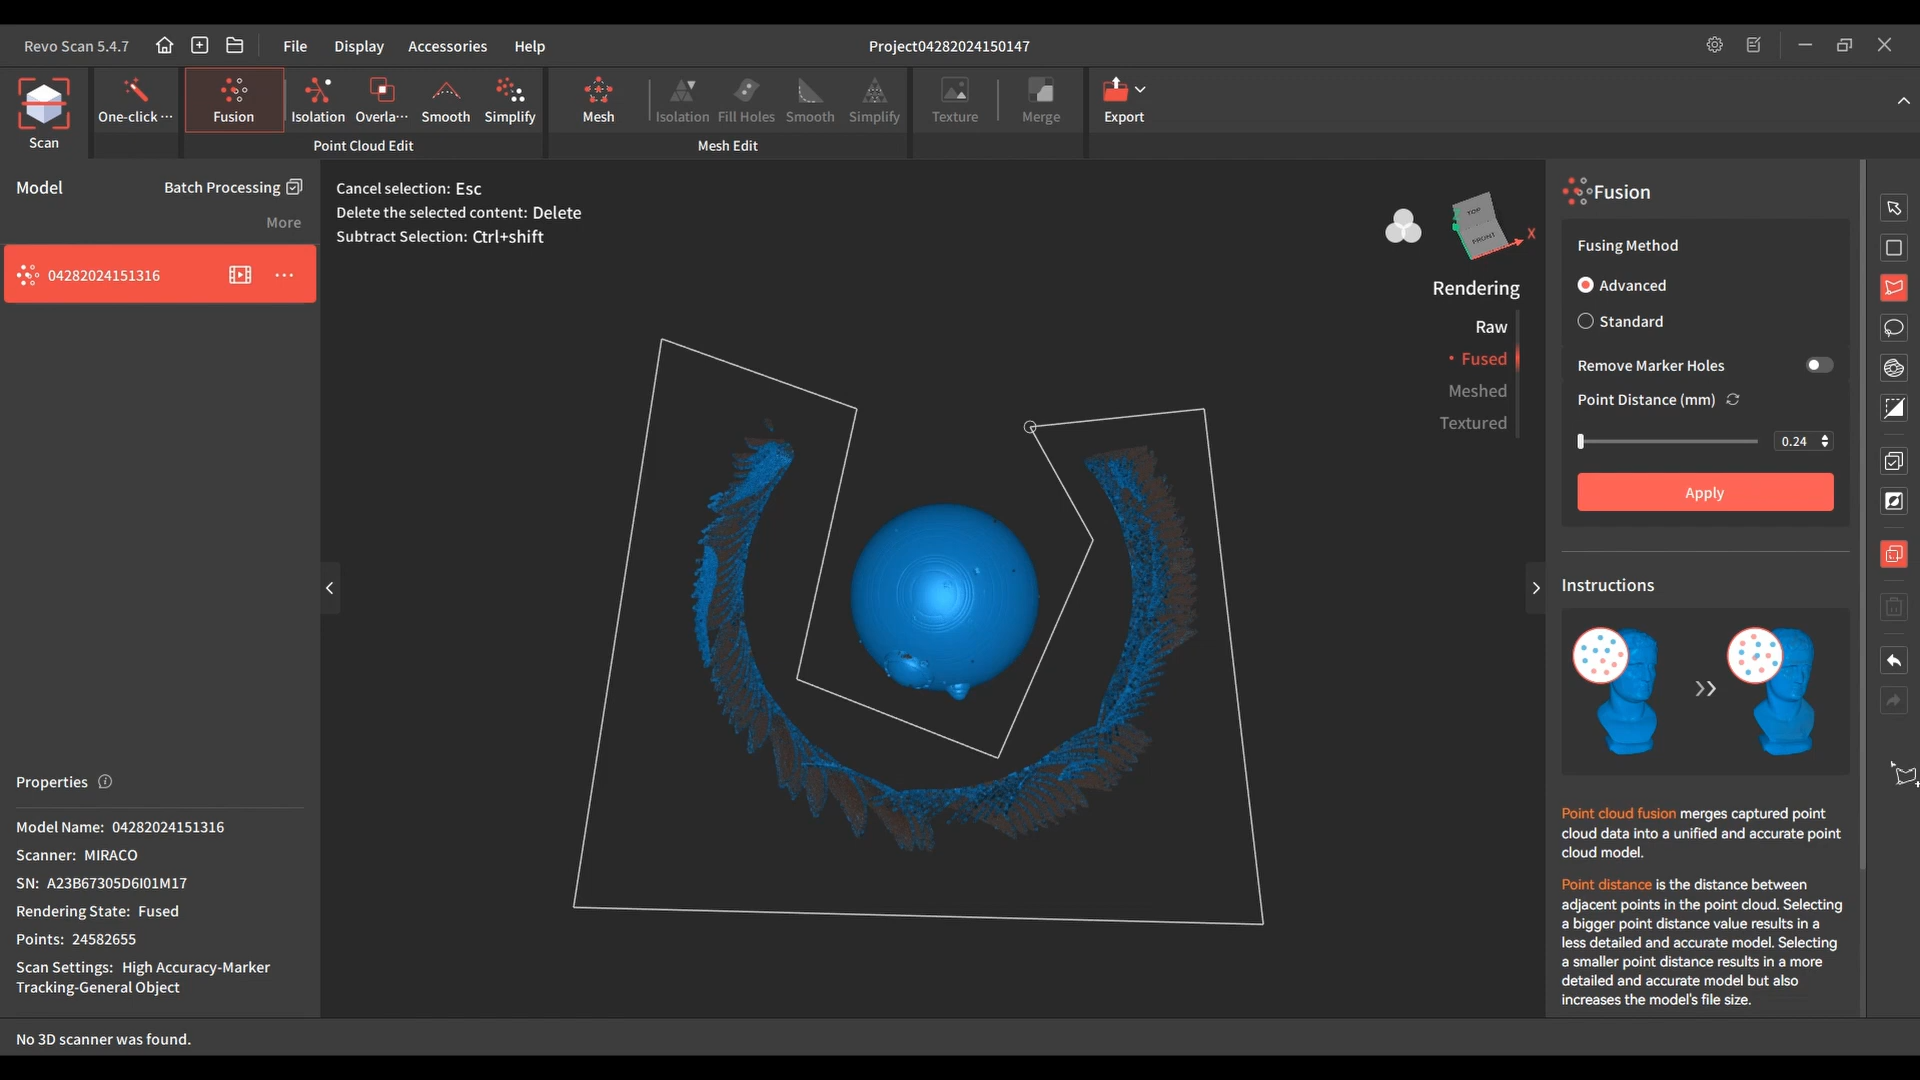 Revo Scan 5.4.7
File
Display
Accessories
Help
Project04282024150147
Scan
One-click ···
Fusion
Isolation
Overla···
Smooth
Simplify
Point Cloud Edit
Mesh
Isolation
Fill Holes
Smooth
Simplify
Mesh Edit
Texture
Merge
Export
Model
Batch Processing
More
04282024151316
Properties
Model Name: 04282024151316
Scanner: MIRACO
SN: A23B67305D6I01M17
Rendering State: Fused
Points: 24582655
Scan Settings: High Accuracy-Marker
Tracking-General Object
Cancel selection: Esc
Delete the selected content: Delete
Subtract Selection: Ctrl+shift
TOP
FRONT
X
Rendering
Raw
Fused
Meshed
Textured
Fusion
Fusing Method
Advanced
Standard
Remove Marker Holes
Point Distance (mm)
0.24
Apply
Instructions
Point cloud fusion merges captured point
cloud data into a unified and accurate point
cloud model.
Point distance is the distance between
adjacent points in the point cloud. Selecting
a bigger point distance value results in a
less detailed and accurate model. Selecting
a smaller point distance results in a more
detailed and accurate model but also
increases the model's file size.
No 3D scanner was found.